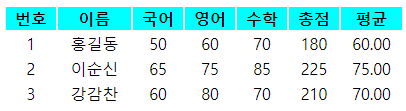 번호 이름 국어 영어 수학 총점 평균
1 홍길동 50 60 70 180 60.00
2 이순신 65 75 85 225 75.00
3 강감찬 60 80 70 210 70.00